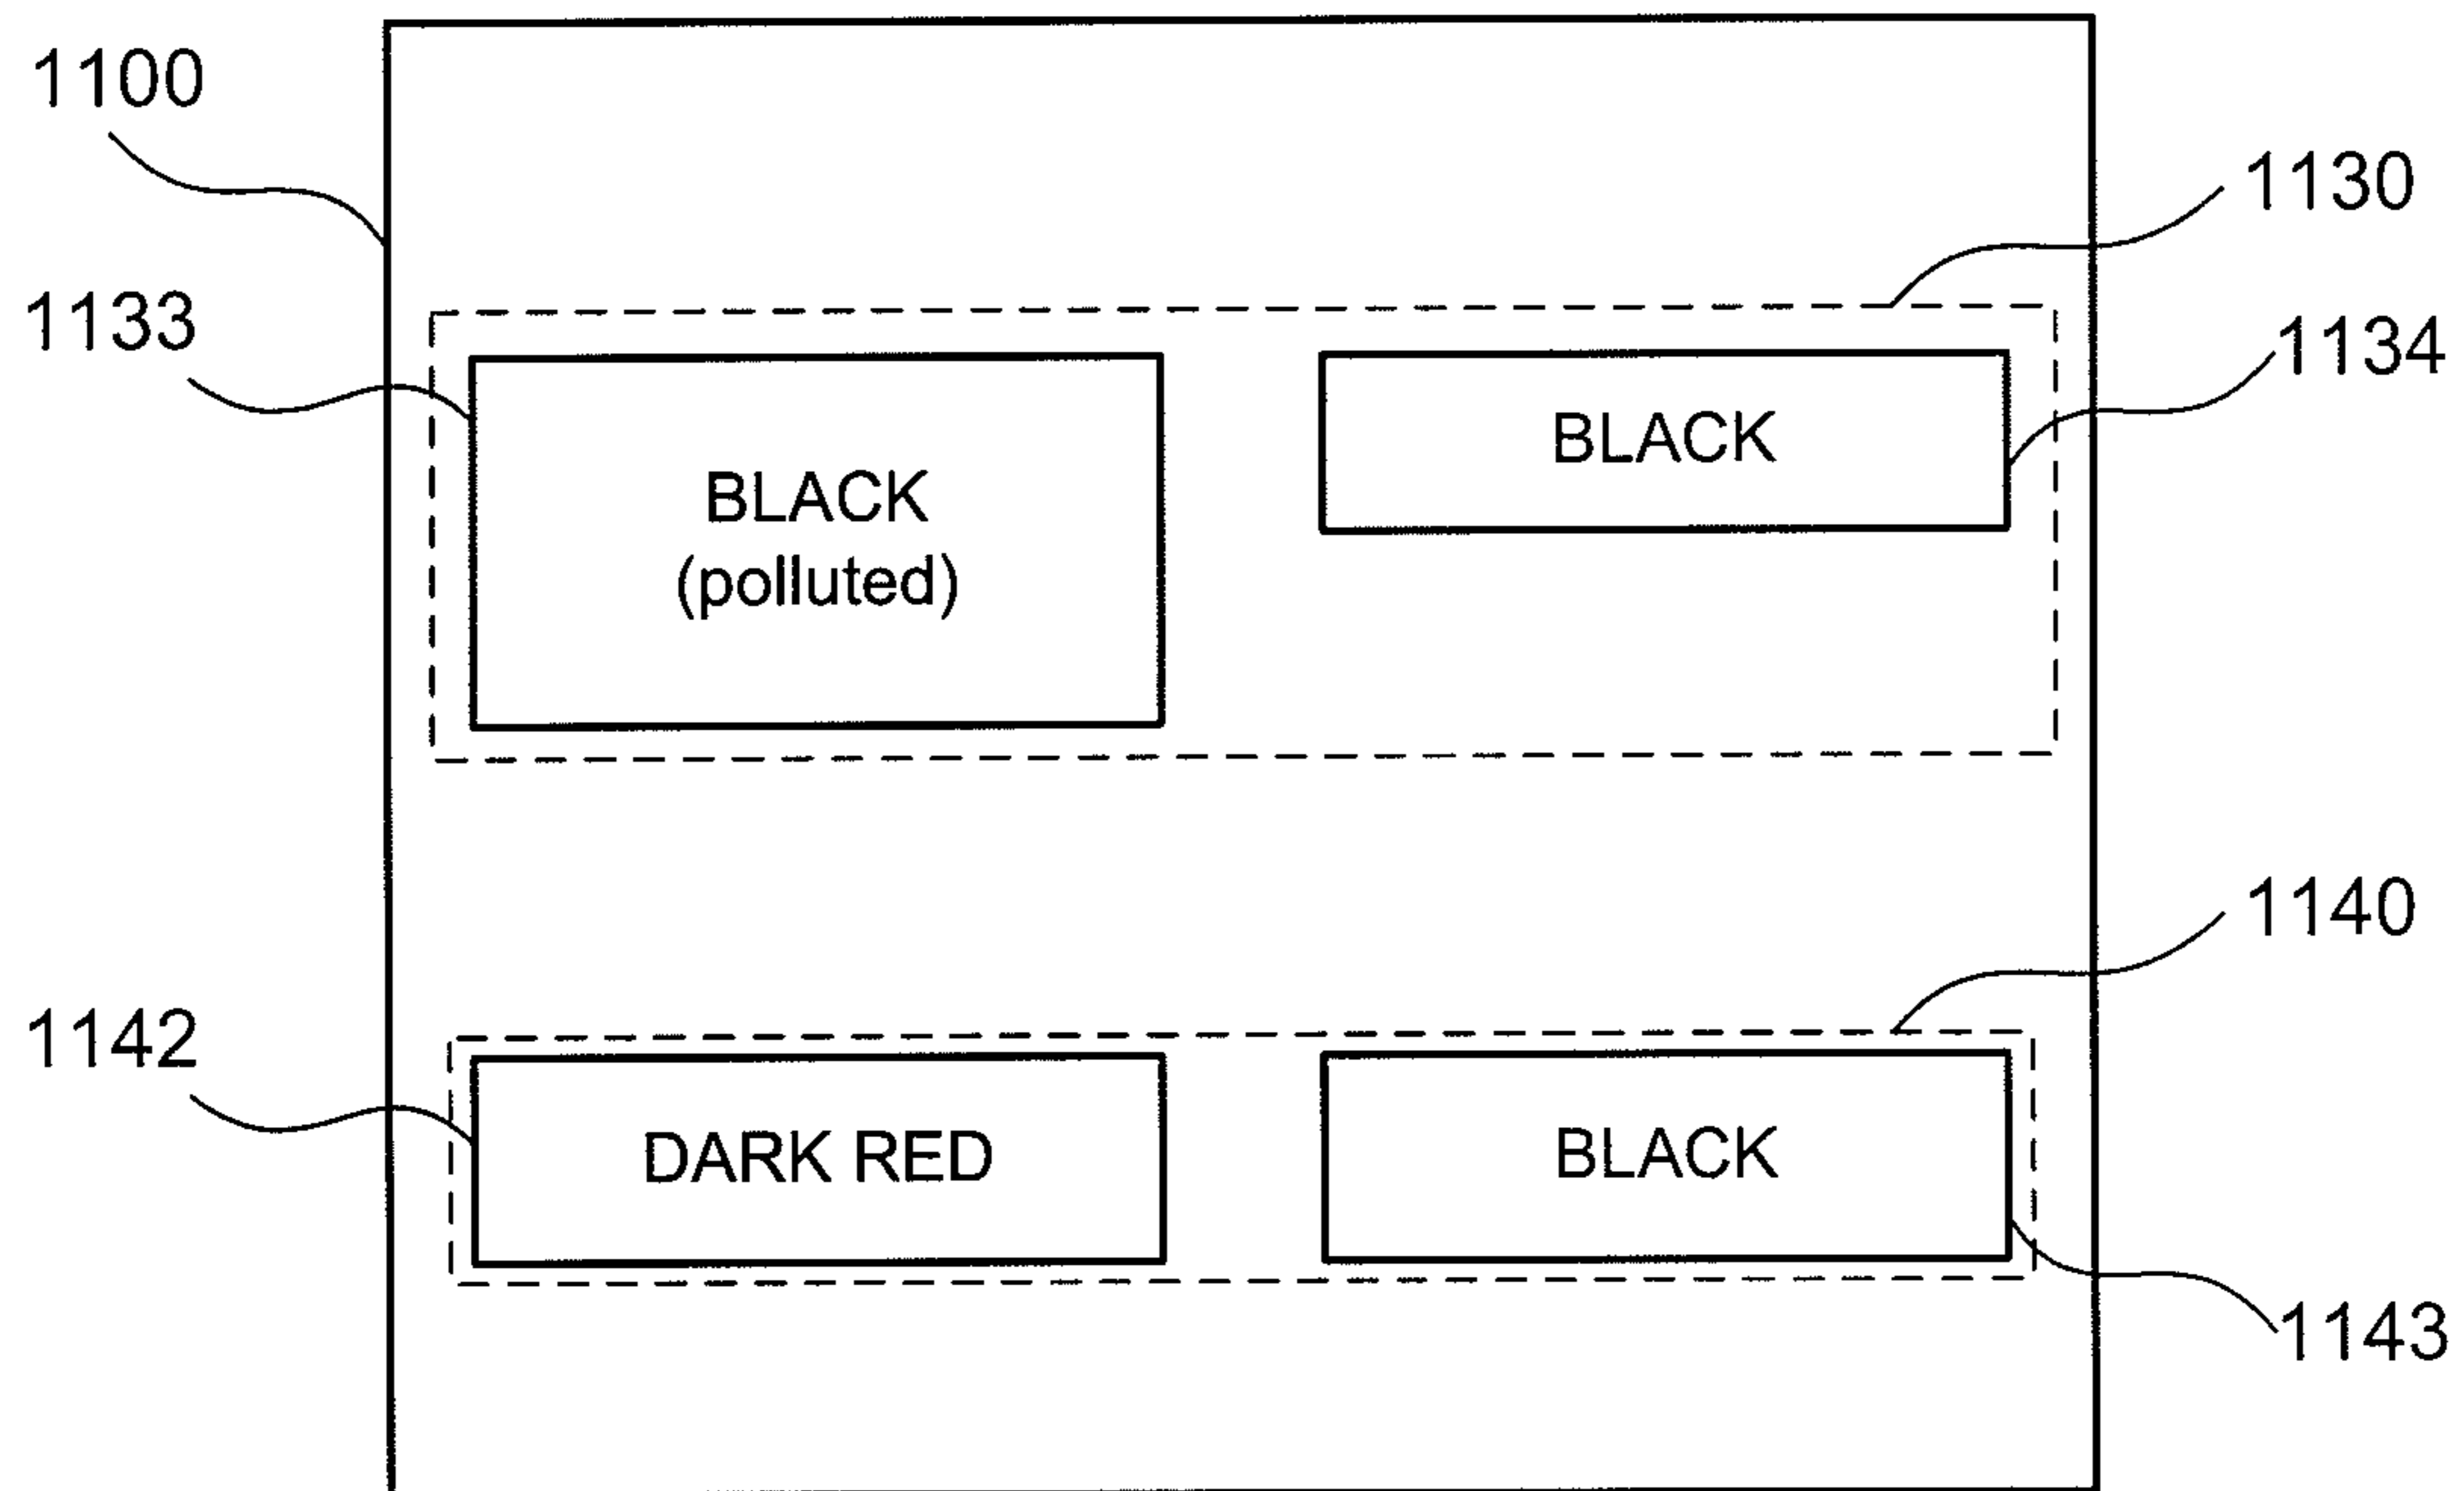 1100
1130
1133
1134
BLACK
(polluted)
BLACK
1140
1142
DARK RED
BLACK
1143